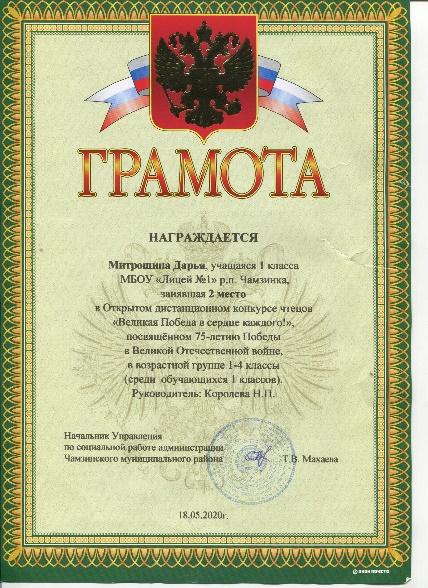 ГРАМОТА
НАГРАЖДАЕТСЯ
Митрошина Дарья, учащаяся 1 класса
МБОУ «Лицей №1» р.п. Чамзинка,
занявшая 2 место
в Открытом дистанционном конкурсе чтецов
«Великая Победа в сердце каждого!»,
посвящённом 75-летию Победы
в Великой Отечественной войне,
в возрастной группе 1-4 классы
(среди обучающихся 1 классов).
Руководитель: Королева Н.П.
Начальник Управления
по социальной работе администрации
Чамзинского муниципального района Т.В. Махаева
18.05.2020г.